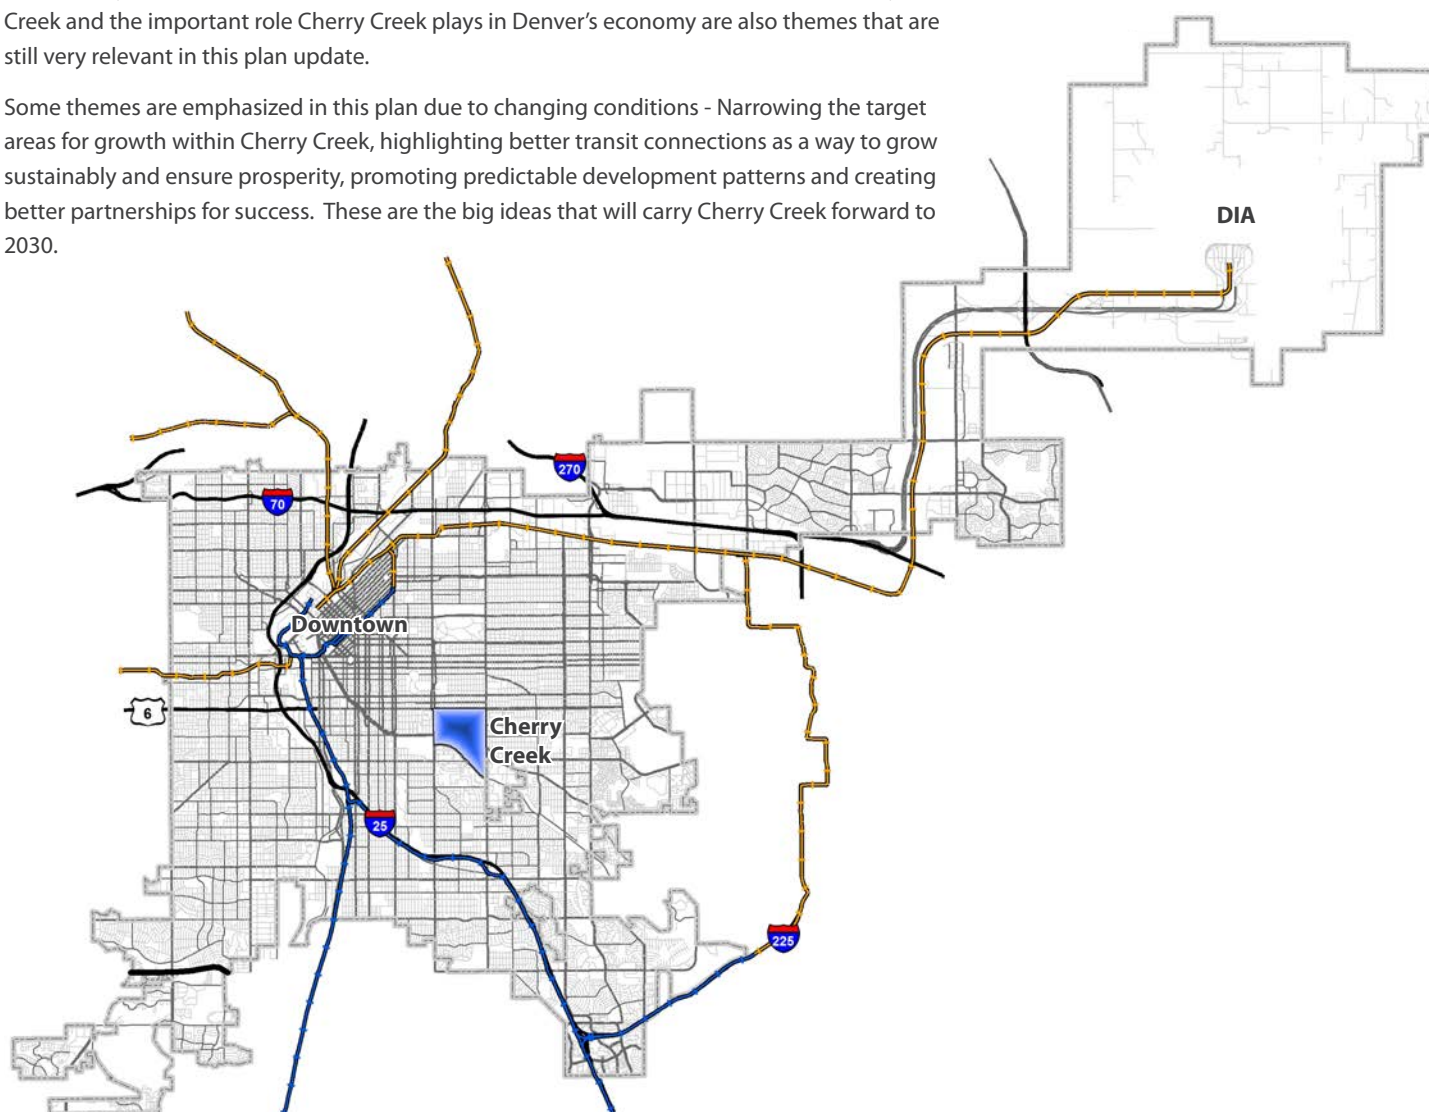 Creek and the important role Cherry Creek plays in Denver’s economy are also themes that are
still very relevant in this plan update.
Some themes are emphasized in this plan due to changing conditions - Narrowing the target
areas for growth within Cherry Creek, highlighting better transit connections as a way to grow
sustainably and ensure prosperity, promoting predictable development patterns and creating
better partnerships for success.  These are the big ideas that will carry Cherry Creek forward to
2030.
DIA
270
70
Downtown
6
Cherry
Creek
25
225